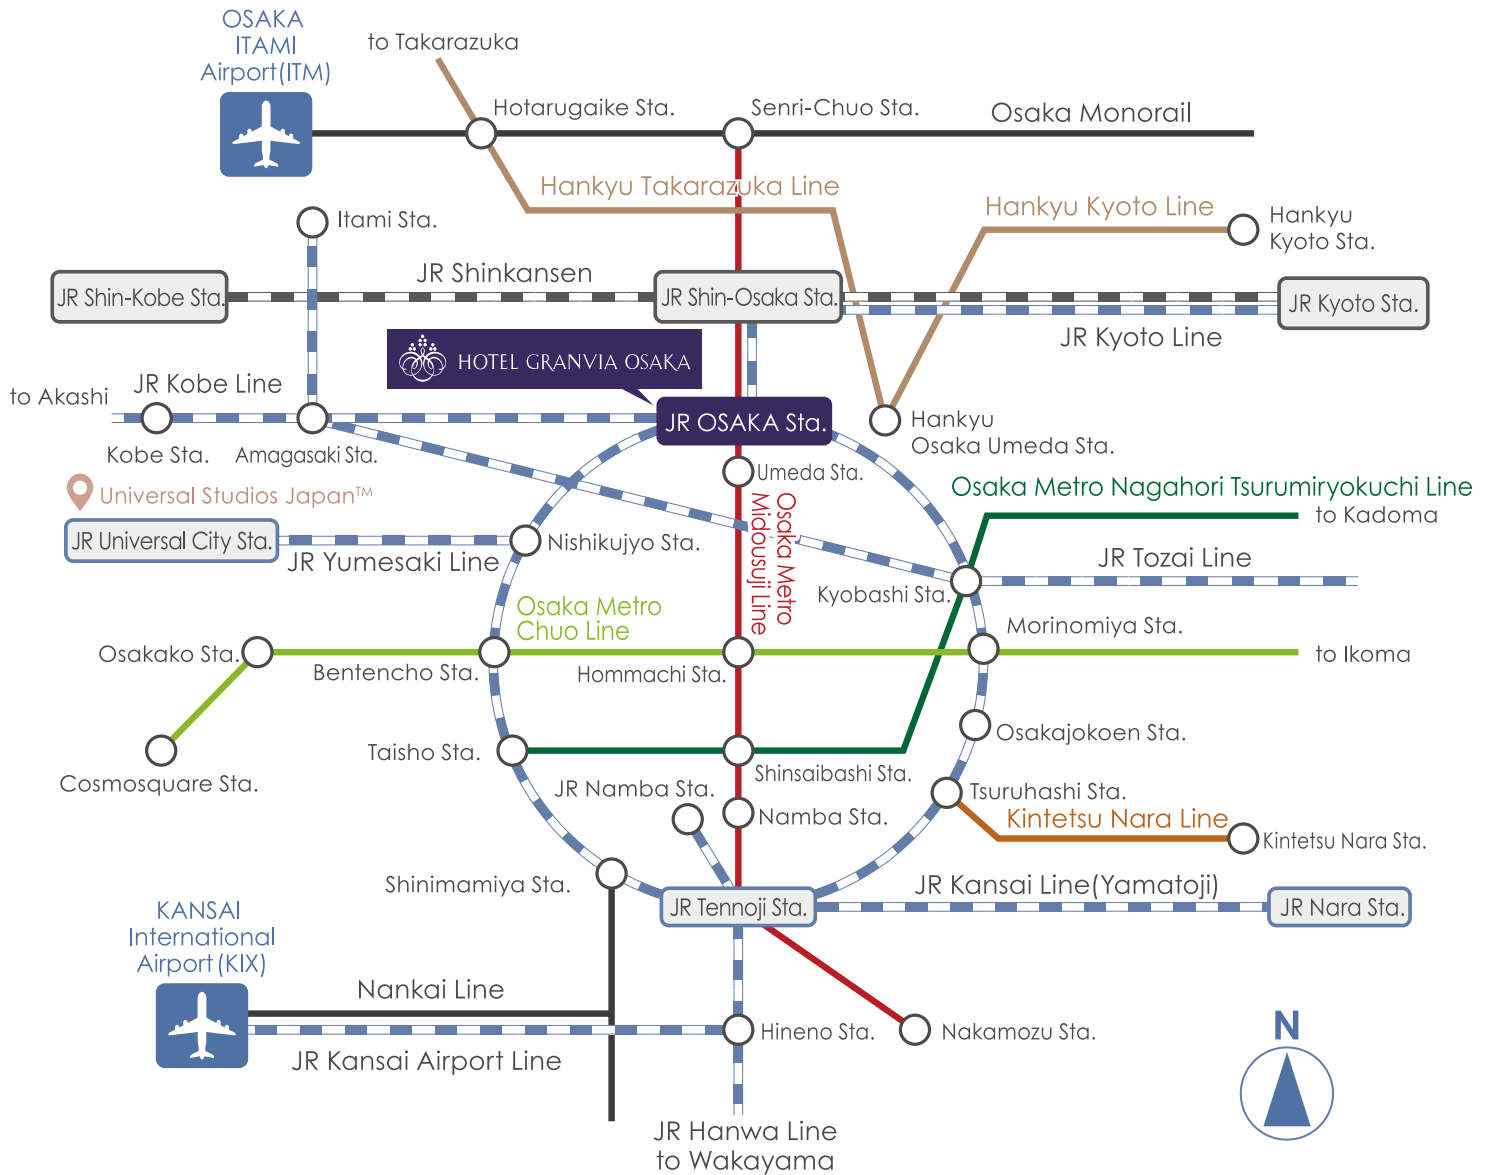 OSAKA
ITAMI
Airport(ITM)
to Takarazuka
Hotarugaike Sta.
Senri-Chuo Sta.
Osaka Monorail
Hankyu Takarazuka Line
Hankyu Kyoto Line
Hankyu
Kyoto Sta.
Itami Sta.
JR Shinkansen
JR Shin-Kobe Sta.
JR Shin-Osaka Sta.
JR Kyoto Sta.
JR Kyoto Line
HOTEL GRANVIA OSAKA
to Akashi
JR Kobe Line
JR OSAKA Sta.
Hankyu
Osaka Umeda Sta.
Kobe Sta.
Amagasaki Sta.
Umeda Sta.
Universal Studios Japan™
Osaka Metro Nagahori Tsurumiryokuchi Line
to Kadoma
JR Universal City Sta.
JR Yumesaki Line
Nishikujyo Sta.
Osaka Metro
Midousuji Line
JR Tozai Line
Kyobashi Sta.
Osaka Metro
Chuo Line
Morinomiya Sta.
Osakako Sta.
Bentencho Sta.
Hommachi Sta.
to Ikoma
Taisho Sta.
Osakajokoen Sta.
Cosmosquare Sta.
Shinsaibashi Sta.
JR Namba Sta.
Tsuruhashi Sta.
Namba Sta.
Kintetsu Nara Line
Kintetsu Nara Sta.
Shinimamiya Sta.
JR Tennoji Sta.
JR Kansai Line(Yamatoji)
JR Nara Sta.
KANSAI
International
Airport(KIX)
Nankai Line
JR Kansai Airport Line
Hineno Sta.
Nakamozu Sta.
N
JR Hanwa Line
to Wakayama